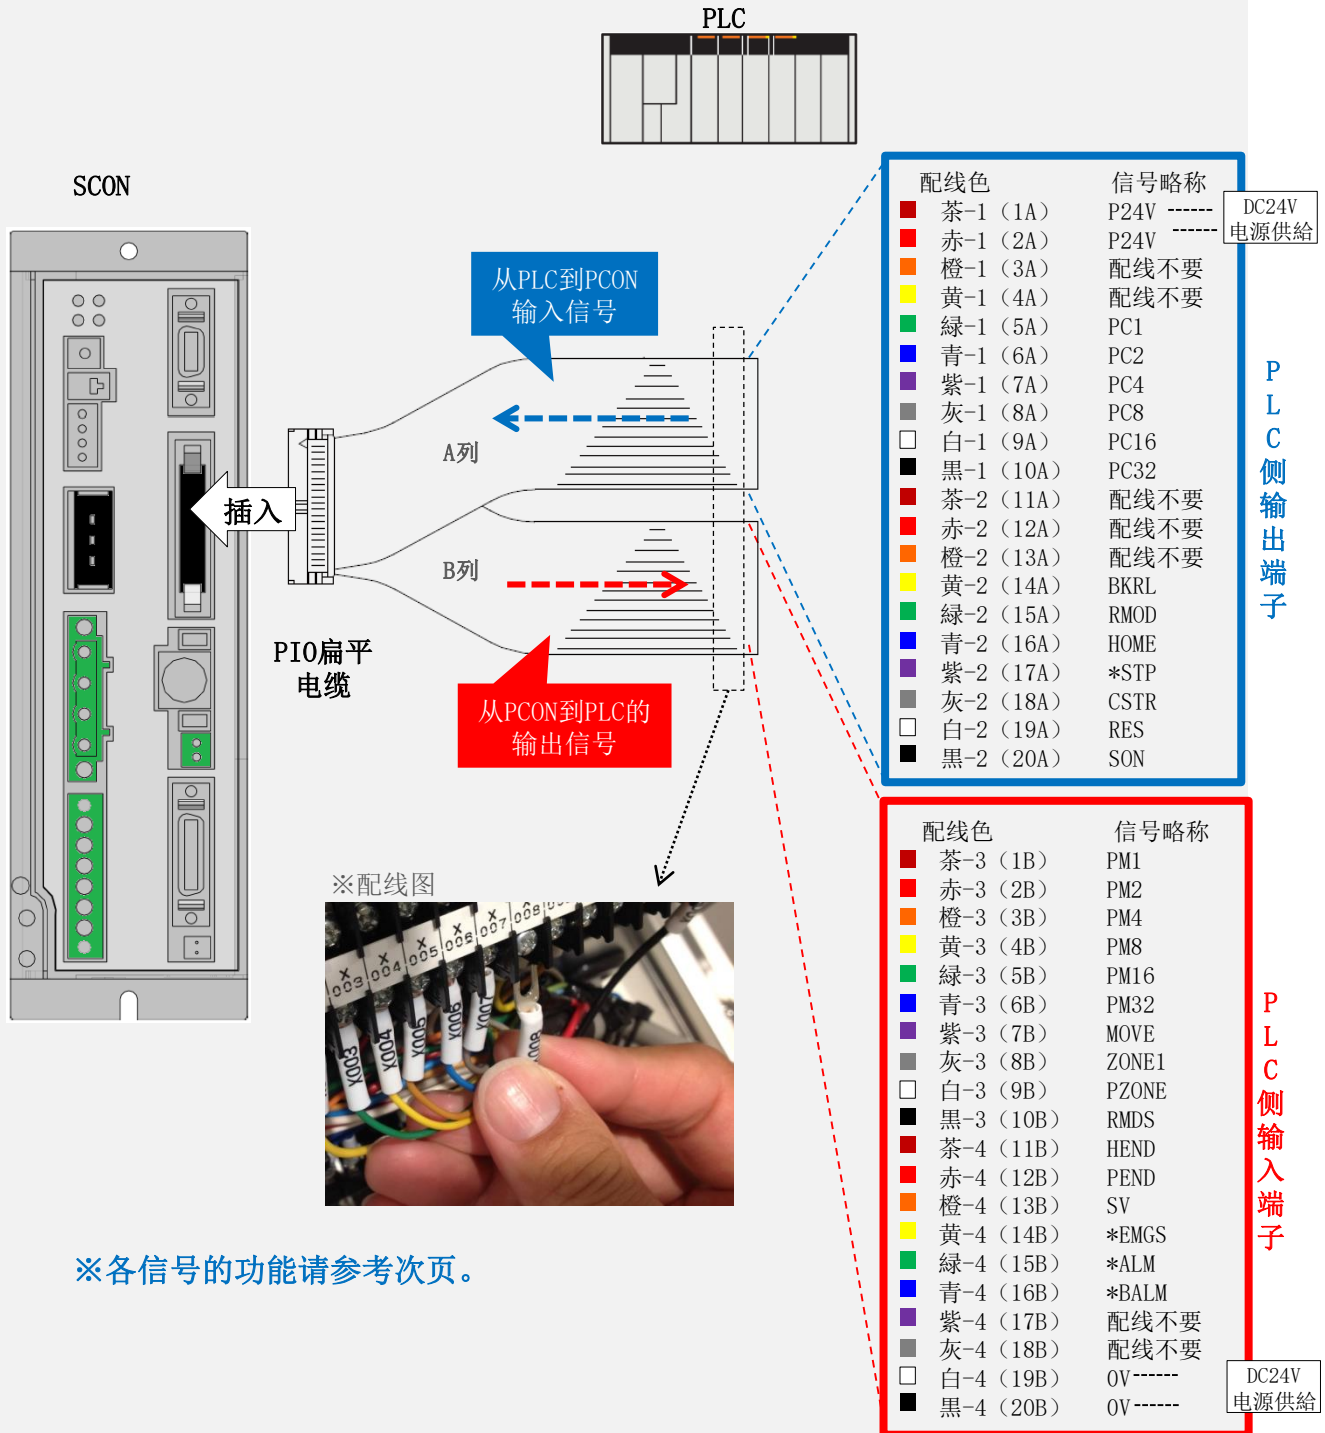 PLC
SCON
从PLC到PCON
输入信号
A列
插入
B列
PIO扁平
电缆
从PCON到PLC的
输出信号
配线色 信号略称
茶-1（1A） P24V ------
赤-1（2A） P24V ------
DC24V
电源供給
橙-1（3A） 配线不要
黄-1（4A） 配线不要
緑-1（5A） PC1
青-1（6A） PC2
紫-1（7A） PC4
灰-1（8A） PC8
白-1（9A） PC16
黒-1（10A） PC32
茶-2（11A） 配线不要
赤-2（12A） 配线不要
橙-2（13A） 配线不要
黄-2（14A） BKRL
緑-2（15A） RMOD
青-2（16A） HOME
紫-2（17A） *STP
灰-2（18A） CSTR
白-2（19A） RES
黒-2（20A） SON
PLC侧输出端子
配线色 信号略称
茶-3（1B） PM1
赤-3（2B） PM2
橙-3（3B） PM4
黄-3（4B） PM8
緑-3（5B） PM16
青-3（6B） PM32
紫-3（7B） MOVE
灰-3（8B） ZONE1
白-3（9B） PZONE
黒-3（10B） RMDS
茶-4（11B） HEND
赤-4（12B） PEND
橙-4（13B） SV
黄-4（14B） *EMGS
緑-4（15B） *ALM
青-4（16B） *BALM
紫-4（17B） 配线不要
灰-4（18B） 配线不要
白-4（19B） 0V------
黒-4（20B） 0V------
DC24V
电源供給
PLC侧输入端子
※配线图
X 003
X 004
X 005
X 006
X 007
008
X003
X004
X005
X006
X007
※各信号的功能请参考次页。